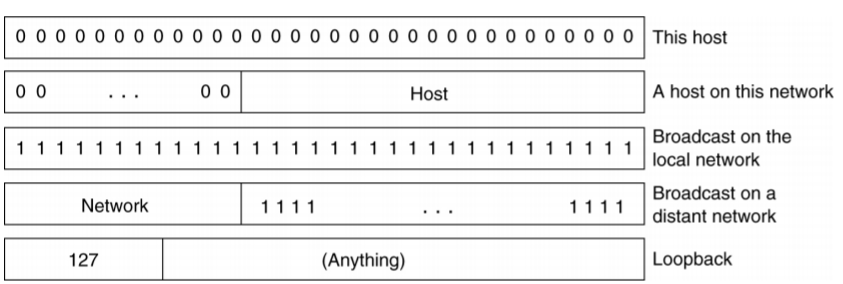 0 0 0 0 0 0 0 0 0 0 0 0 0 0 0 0 0 0 0 0 0 0 0 0 0 0 0 0 0 0 0 0 This host
0 0 ... 0 0 Host A host on this network
1 1 1 1 1 1 1 1 1 1 1 1 1 1 1 1 1 1 1 1 1 1 1 1 1 1 1 1 1 1 1 1 Broadcast on the
local network
Network 1 1 1 1 ... 1 1 1 1 Broadcast on a
distant network
127 (Anything) Loopback